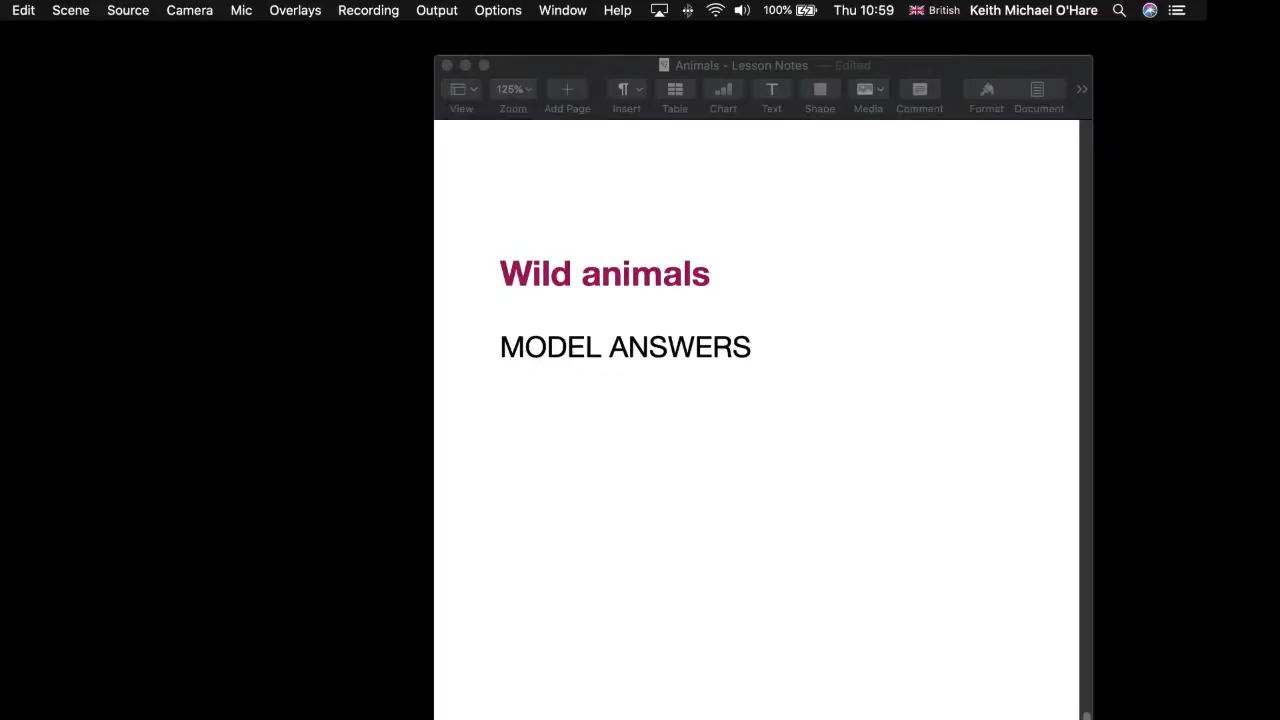 Edit Scene Source Camera Mic Overlays Recording Output Options Window Help 100% Thu 10:59 British Keith Michael O'Hare
Animals - Lesson Notes — Edited
125%
View Zoom Add Page Insert Table Chart Text Shape Media Comment Format Document
Wild animals
MODEL ANSWERS